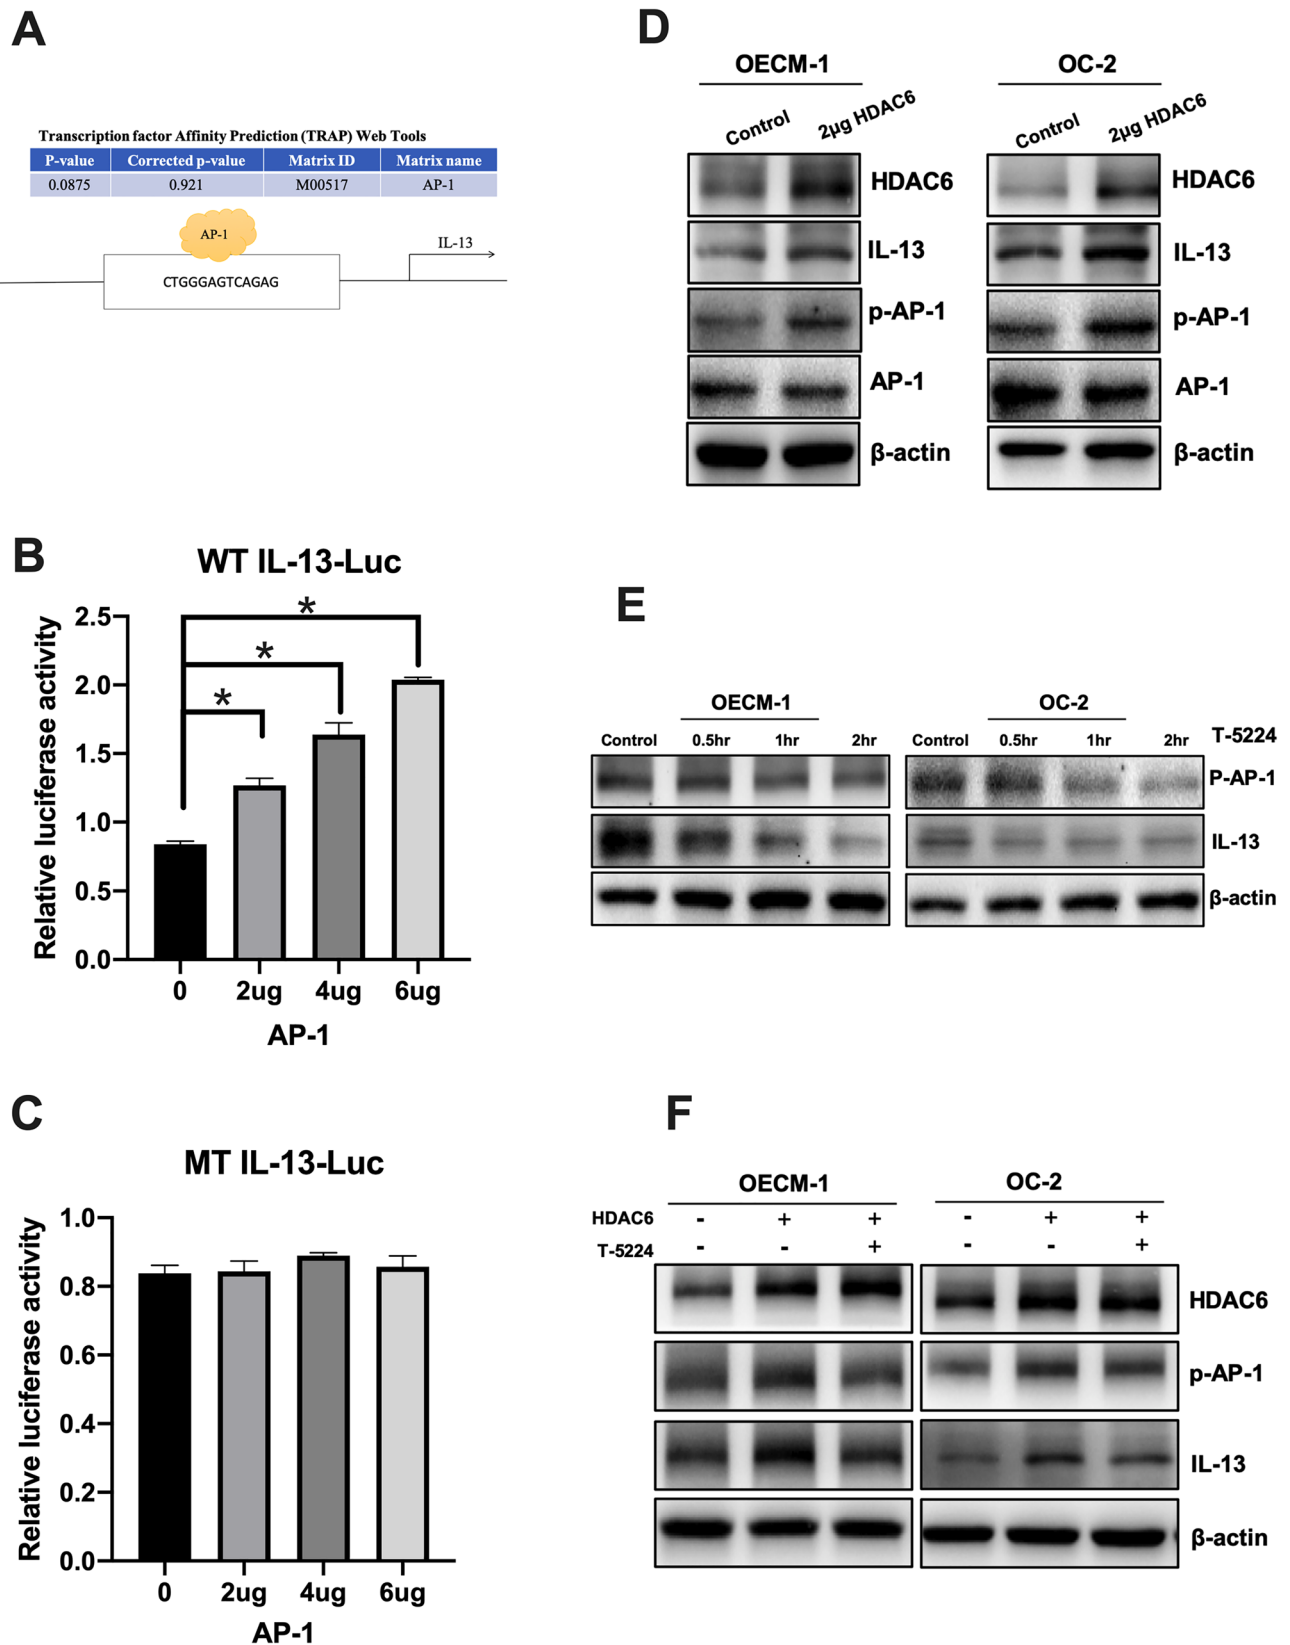 A
Transcription factor Affinity Prediction (TRAP) Web Tools
P-value Corrected p-value Matrix ID Matrix name
0.0875 0.921 M00517 AP-1
AP-1
IL-13
CTGGGAGTCAGAG
B
WT IL-13-Luc
Relative luciferase activity
2.5
2.0
1.5
1.0
0.5
0.0
* * *
0 2ug 4ug 6ug
AP-1
C
MT IL-13-Luc
Relative luciferase activity
1.0
0.8
0.6
0.4
0.2
0.0
0 2ug 4ug 6ug
AP-1
D
OECM-1 OC-2
Control 2μg HDAC6 Control 2μg HDAC6
HDAC6 HDAC6
IL-13 IL-13
p-AP-1 p-AP-1
AP-1 AP-1
β-actin β-actin
E
OECM-1 OC-2
Control 0.5hr 1hr 2hr Control 0.5hr 1hr 2hr T-5224
P-AP-1
IL-13
β-actin
F
OECM-1 OC-2
HDAC6 - + + - + +
T-5224 - - + - - +
HDAC6
p-AP-1
IL-13
β-actin